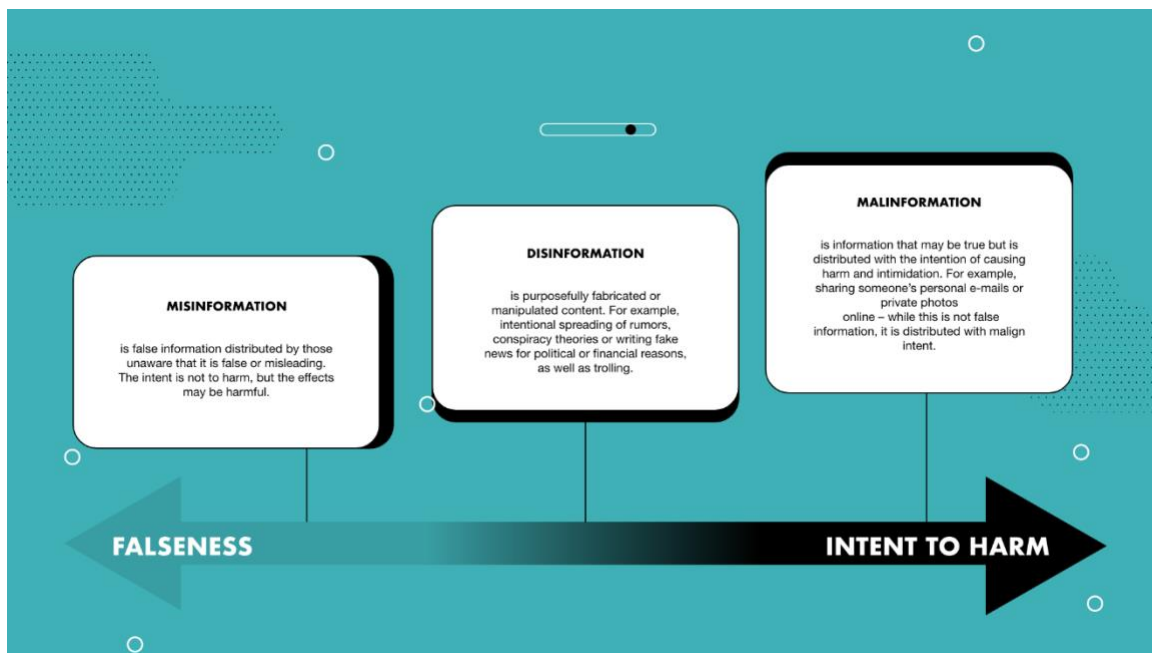 MISINFORMATION
is false information distributed by those
unaware that it is false or misleading.
The intent is not to harm, but the effects
may be harmful.
DISINFORMATION
is purposefully fabricated or
manipulated content. For example,
intentional spreading of rumors,
conspiracy theories or writing fake
news for political or financial reasons,
as well as trolling.
MALINFORMATION
is information that may be true but is
distributed with the intention of causing
harm and intimidation. For example,
sharing someone’s personal e-mails or
private photos
online – while this is not false
information, it is distributed with malign
intent.
FALSENESS
INTENT TO HARM